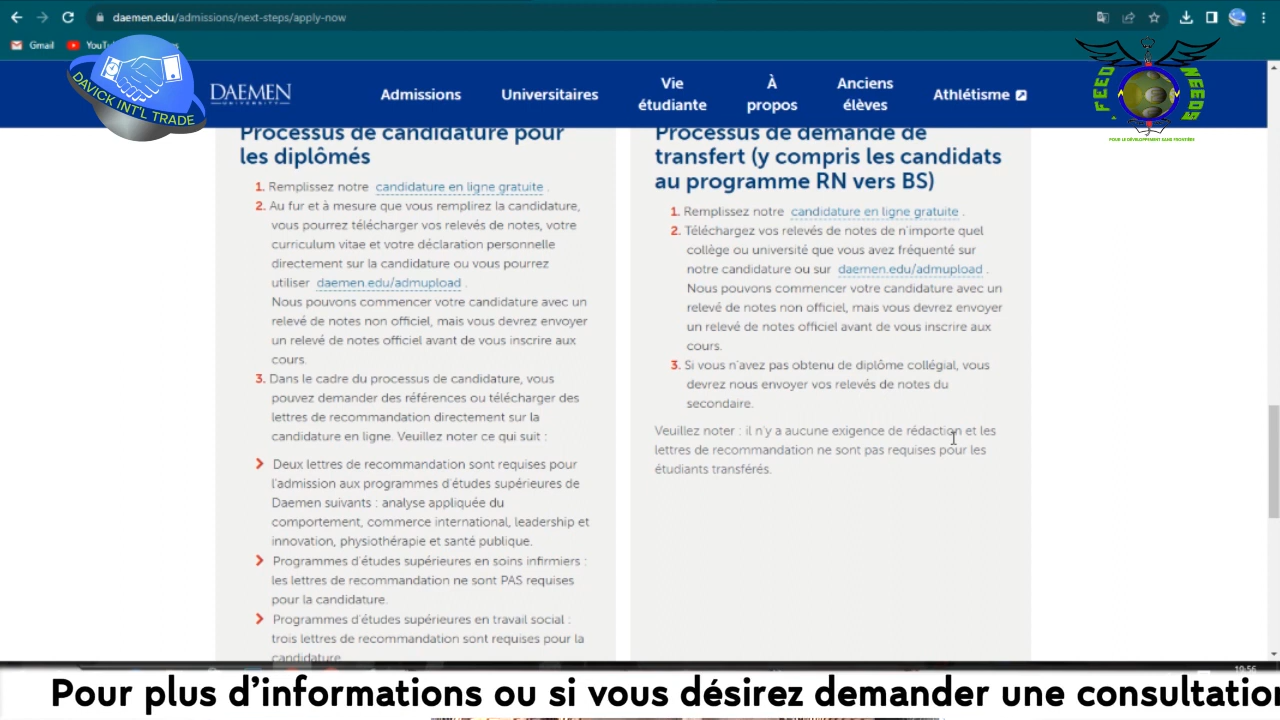 daemen.edu/admissions/next-steps/apply-now
Gmail
DAVICK INT'L TRADE
FEED
NEEDS
POUR LE DÉVELOPPEMENT SANS FRONTIÈRE
DAEMEN
UNIVERSITY
Admissions
Universitaires
Vie
étudiante
À
propos
Anciens
élèves
Athlétisme
Processus de candidature pour
les diplômés
1. Remplissez notre candidature en ligne gratuite .
2. Au fur et à mesure que vous remplirez la candidature,
vous pourrez télécharger vos relevés de notes, votre
curriculum vitae et votre déclaration personnelle
directement sur la candidature ou vous pourrez
utiliser daemen.edu/admupload .
Nous pouvons commencer votre candidature avec un
relevé de notes non officiel, mais vous devrez envoyer
un relevé de notes officiel avant de vous inscrire aux
cours.
3. Dans le cadre du processus de candidature, vous
pouvez demander des références ou télécharger des
lettres de recommandation directement sur la
candidature en ligne. Veuillez noter ce qui suit :
Deux lettres de recommandation sont requises pour
l'admission aux programmes d'études supérieures de
Daemen suivants : analyse appliquée du
comportement, commerce international, leadership et
innovation, physiothérapie et santé publique.
Programmes d'études supérieures en soins infirmiers :
les lettres de recommandation ne sont PAS requises
pour la candidature.
Programmes d'études supérieures en travail social :
trois lettres de recommandation sont requises pour la
candidature
Processus de demande de
transfert (y compris les candidats
au programme RN vers BS)
1. Remplissez notre candidature en ligne gratuite .
2. Téléchargez vos relevés de notes de n'importe quel
collège ou université que vous avez fréquenté sur
notre candidature ou sur daemen.edu/admupload .
Nous pouvons commencer votre candidature avec un
relevé de notes non officiel, mais vous devrez envoyer
un relevé de notes officiel avant de vous inscrire aux
cours.
3. Si vous n'avez pas obtenu de diplôme collégial, vous
devrez nous envoyer vos relevés de notes du
secondaire.
Veuillez noter : il n'y a aucune exigence de rédaction et les
lettres de recommandation ne sont pas requises pour les
étudiants transférés.
Pour plus d'informations ou si vous désirez demander une consultation